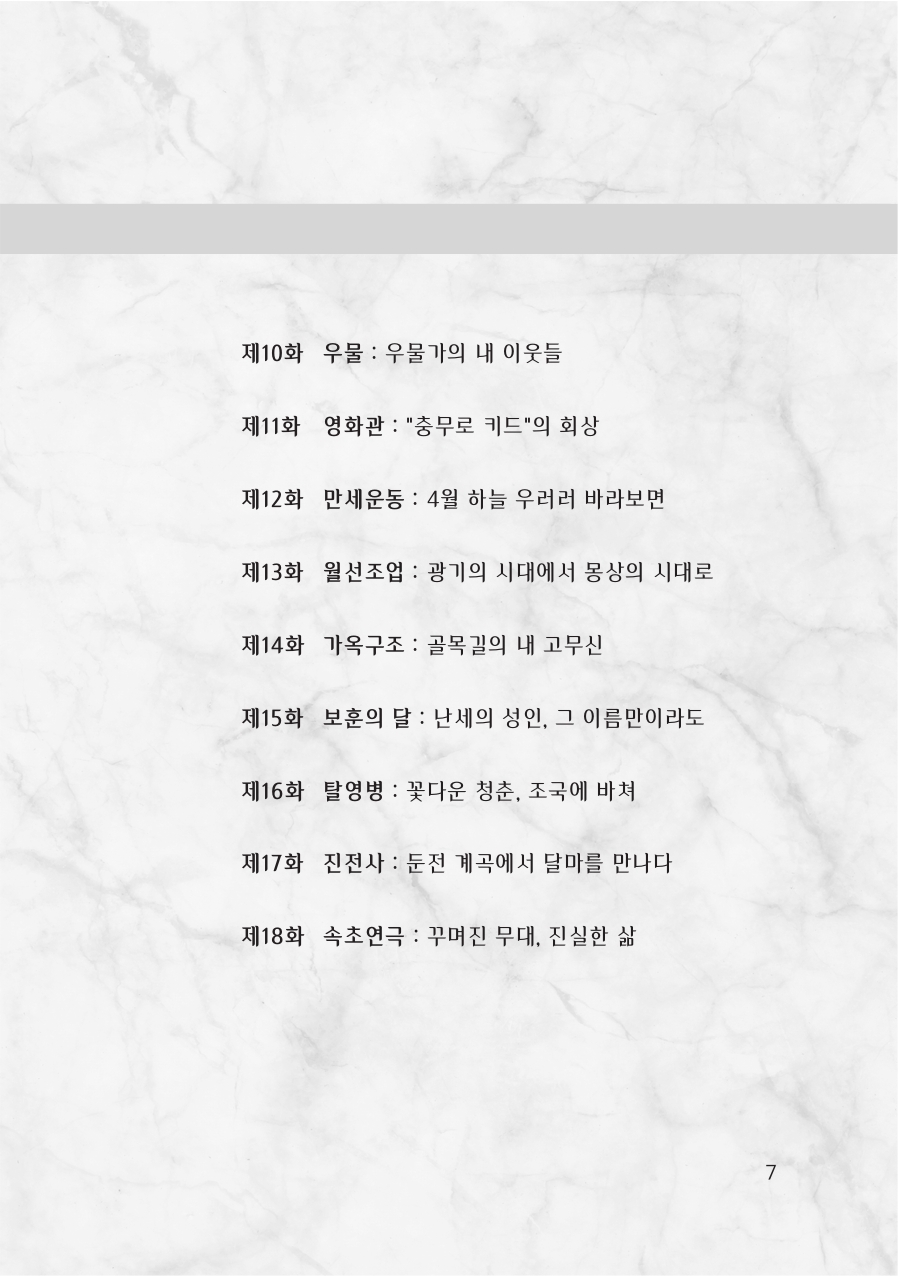 제10화 우물 : 우물가의 내 이웃들
제11화 영화관 : "충무로 키드"의 회상
제12화 만세운동 : 4월 하늘 우러러 바라보면
제13화 월선조업 : 광기의 시대에서 몽상의 시대로
제14화 가옥구조 : 골목길의 내 고무신
제15화 보훈의 달 : 난세의 성인, 그 이름만이라도
제16화 탈영병 : 꽃다운 청춘, 조국에 바쳐
제17화 진전사 : 둔전 계곡에서 달마를 만나다
제18화 속초연극 : 꾸며진 무대, 진실한 삶
7